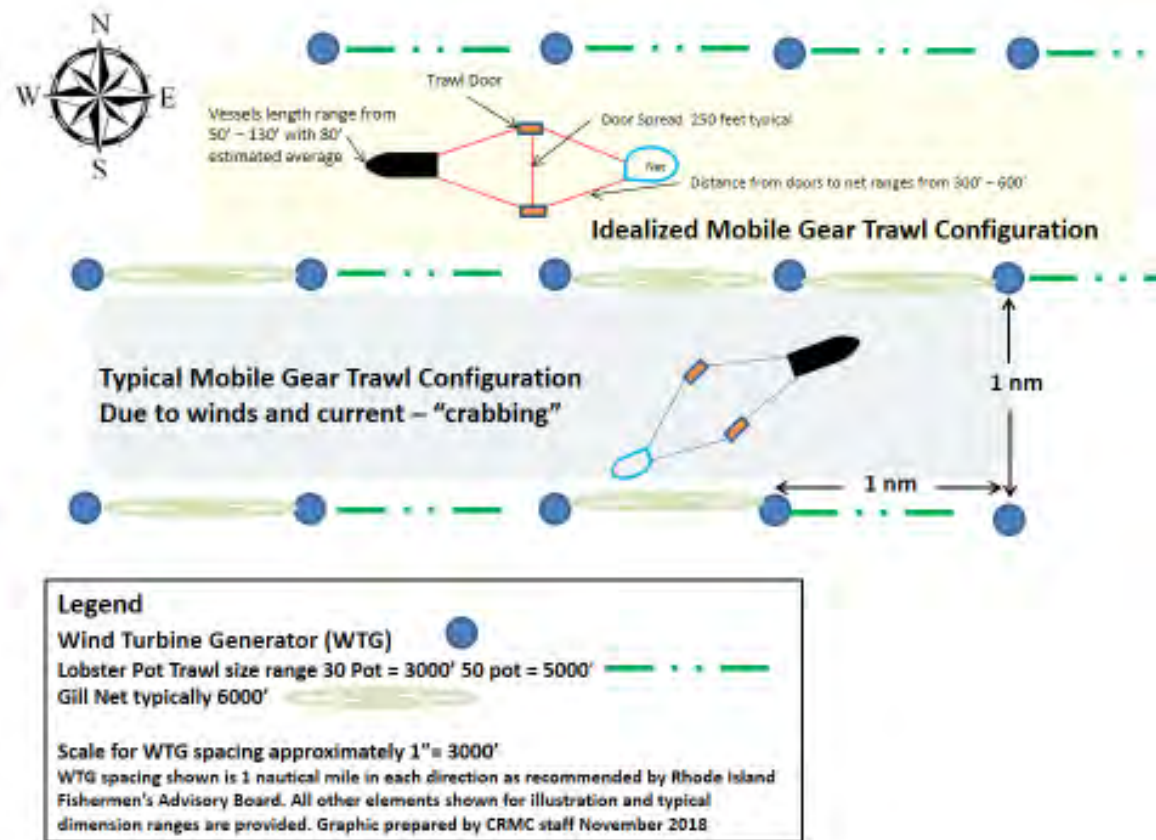 N
W E
S
Trawl Door
Vessels length range from
50' – 130' with 80'
estimated average
Door Spread 250 feet typical
Net
Distance from doors to net ranges from 300' – 600'
Idealized Mobile Gear Trawl Configuration
Typical Mobile Gear Trawl Configuration
Due to winds and current – “crabbing”
1 nm
1 nm
Legend
Wind Turbine Generator (WTG)
Lobster Pot Trawl size range 30 Pot = 3000' 50 pot = 5000'
Gill Net typically 6000'
Scale for WTG spacing approximately 1"= 3000'
WTG spacing shown is 1 nautical mile in each direction as recommended by Rhode Island
Fishermen's Advisory Board. All other elements shown for illustration and typical
dimension ranges are provided. Graphic prepared by CRMC staff November 2018